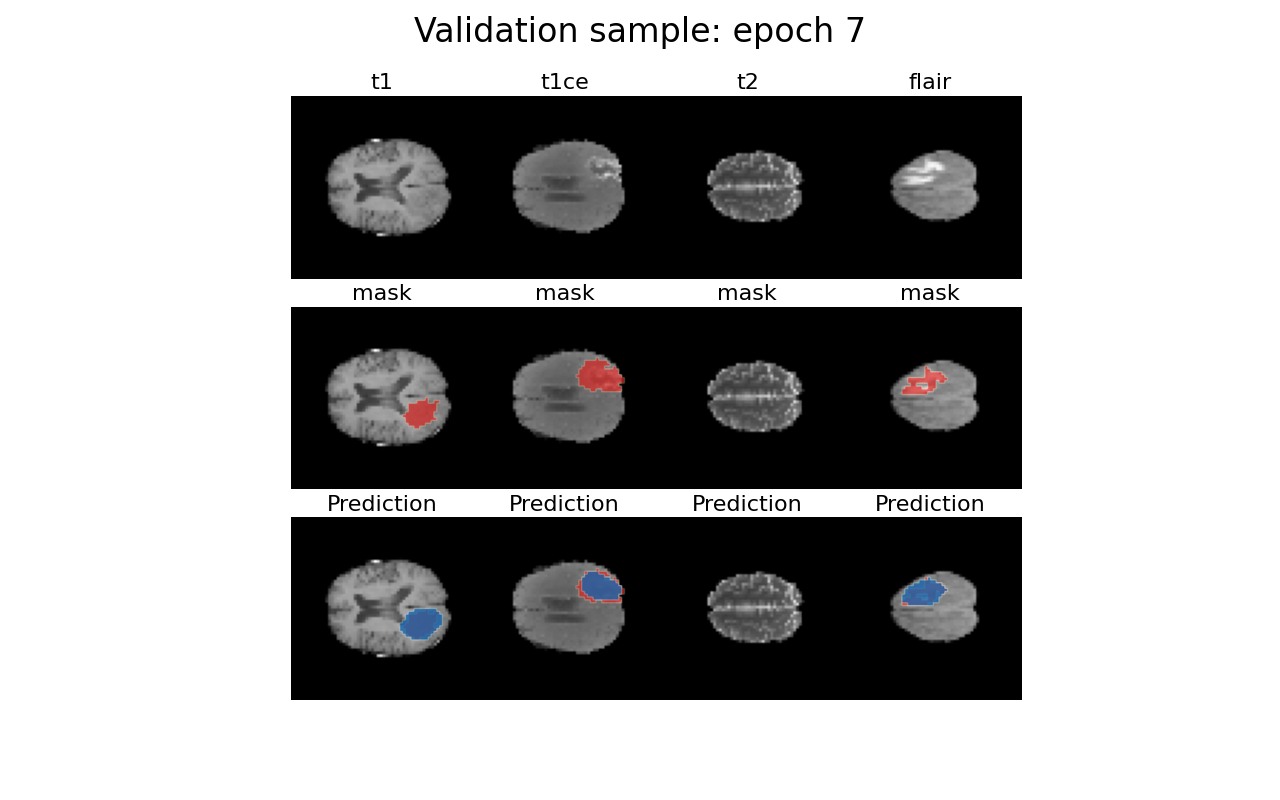 Validation sample: epoch 7
t1 t1ce t2 flair
mask mask mask mask
Prediction Prediction Prediction Prediction